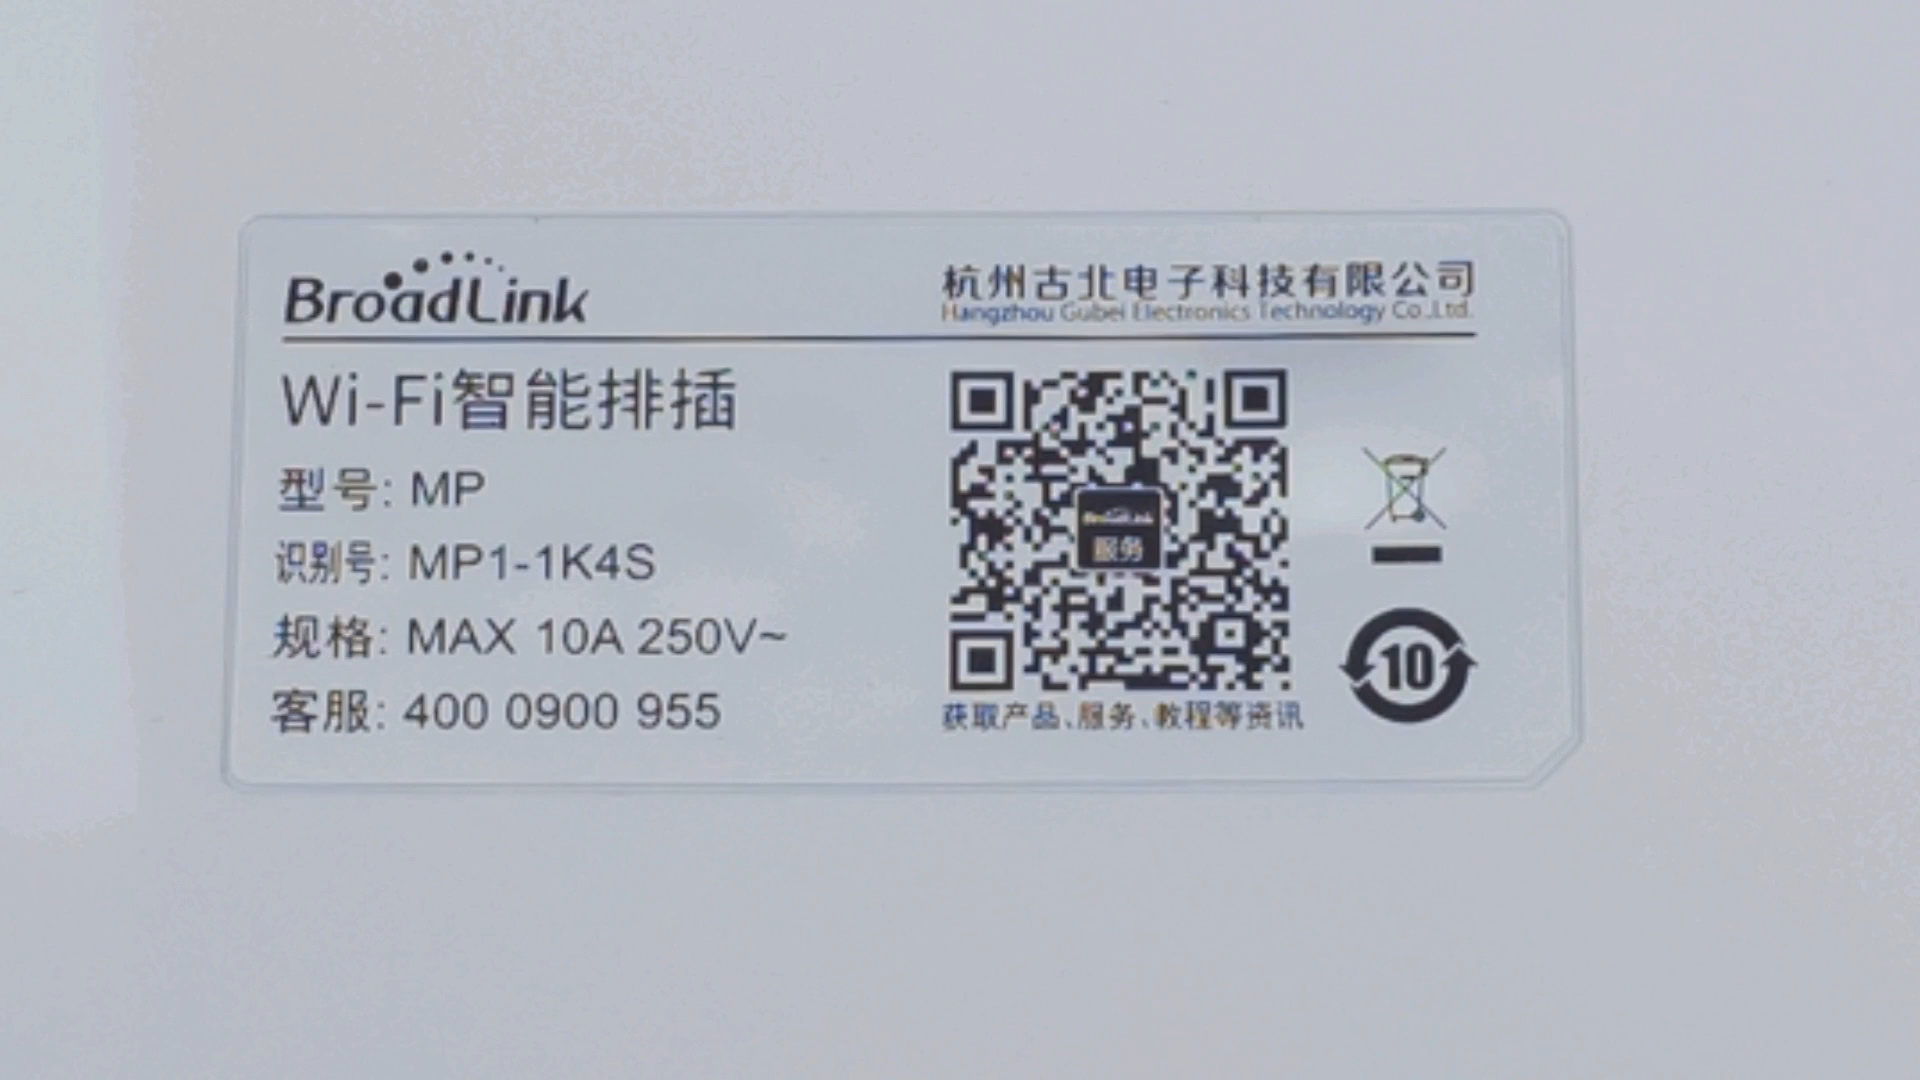 BroadLink
杭州古北电子科技有限公司
Hangzhou Gubei Electronics Technology Co.,Ltd.
Wi-Fi智能排插
型号: MP
识别号: MP1-1K4S
规格: MAX 10A 250V~
客服: 400 0900 955
BroadLink
服务
获取产品、服务、教程等资讯
10